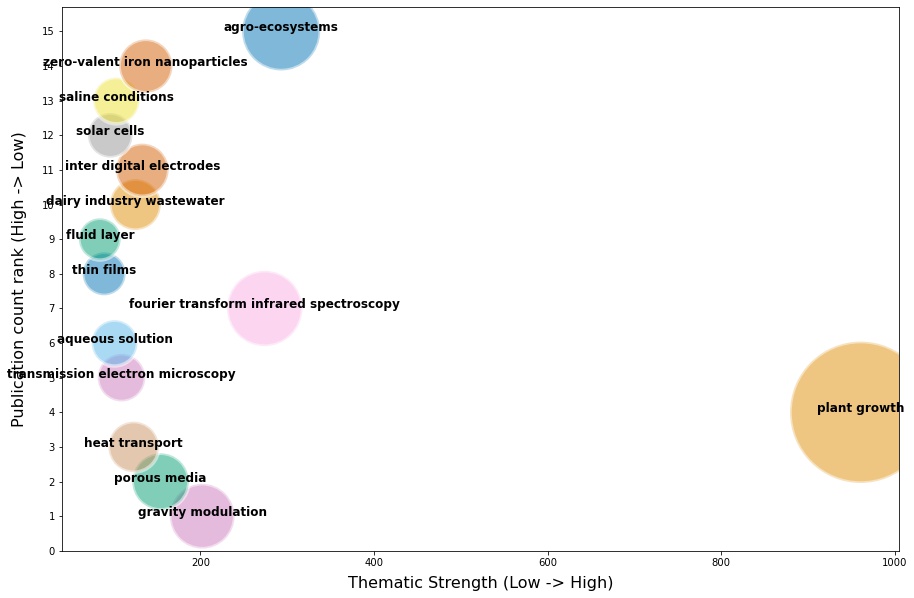 15
agro-ecosystems
14
zero-valent iron nanoparticles
13
saline conditions
12
solar cells
11
inter digital electrodes
10
dairy industry wastewater
9
fluid layer
8
thin films
7
fourier transform infrared spectroscopy
6
aqueous solution
5
transmission electron microscopy
4
plant growth
3
heat transport
2
porous media
1
gravity modulation
0
200
400
600
800
1000
Publication count rank (High -> Low)
Thematic Strength (Low -> High)